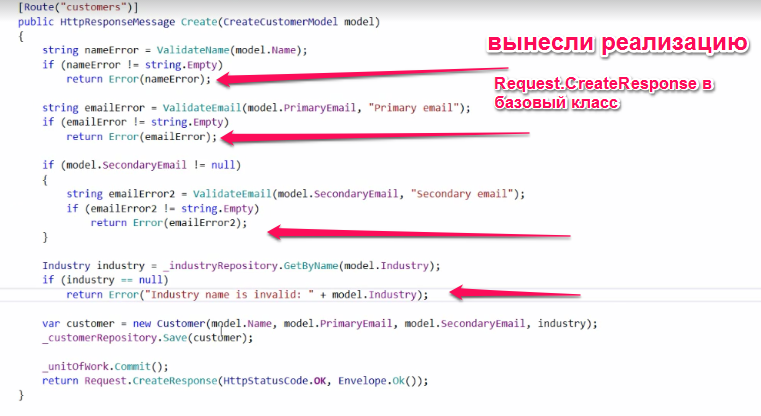 [Route("customers")]
public HttpResponseMessage Create(CreateCustomerModel model)
{
string nameError = ValidateName(model.Name);
if (nameError != string.Empty)
return Error(nameError);
string emailError = ValidateEmail(model.PrimaryEmail, "Primary email");
if (emailError != string.Empty)
return Error(emailError);
if (model.SecondaryEmail != null)
{
string emailError2 = ValidateEmail(model.SecondaryEmail, "Secondary email");
if (emailError2 != string.Empty)
return Error(emailError2);
}
Industry industry = _industryRepository.GetByName(model.Industry);
if (industry == null)
return Error("Industry name is invalid: " + model.Industry);
var customer = new Customer(model.Name, model.PrimaryEmail, model.SecondaryEmail, industry);
_customerRepository.Save(customer);
_unitOfWork.Commit();
return Request.CreateResponse(HttpStatusCode.OK, Envelope.Ok());
}
вынесли реализацию
Request.CreateResponse в
базовый класс